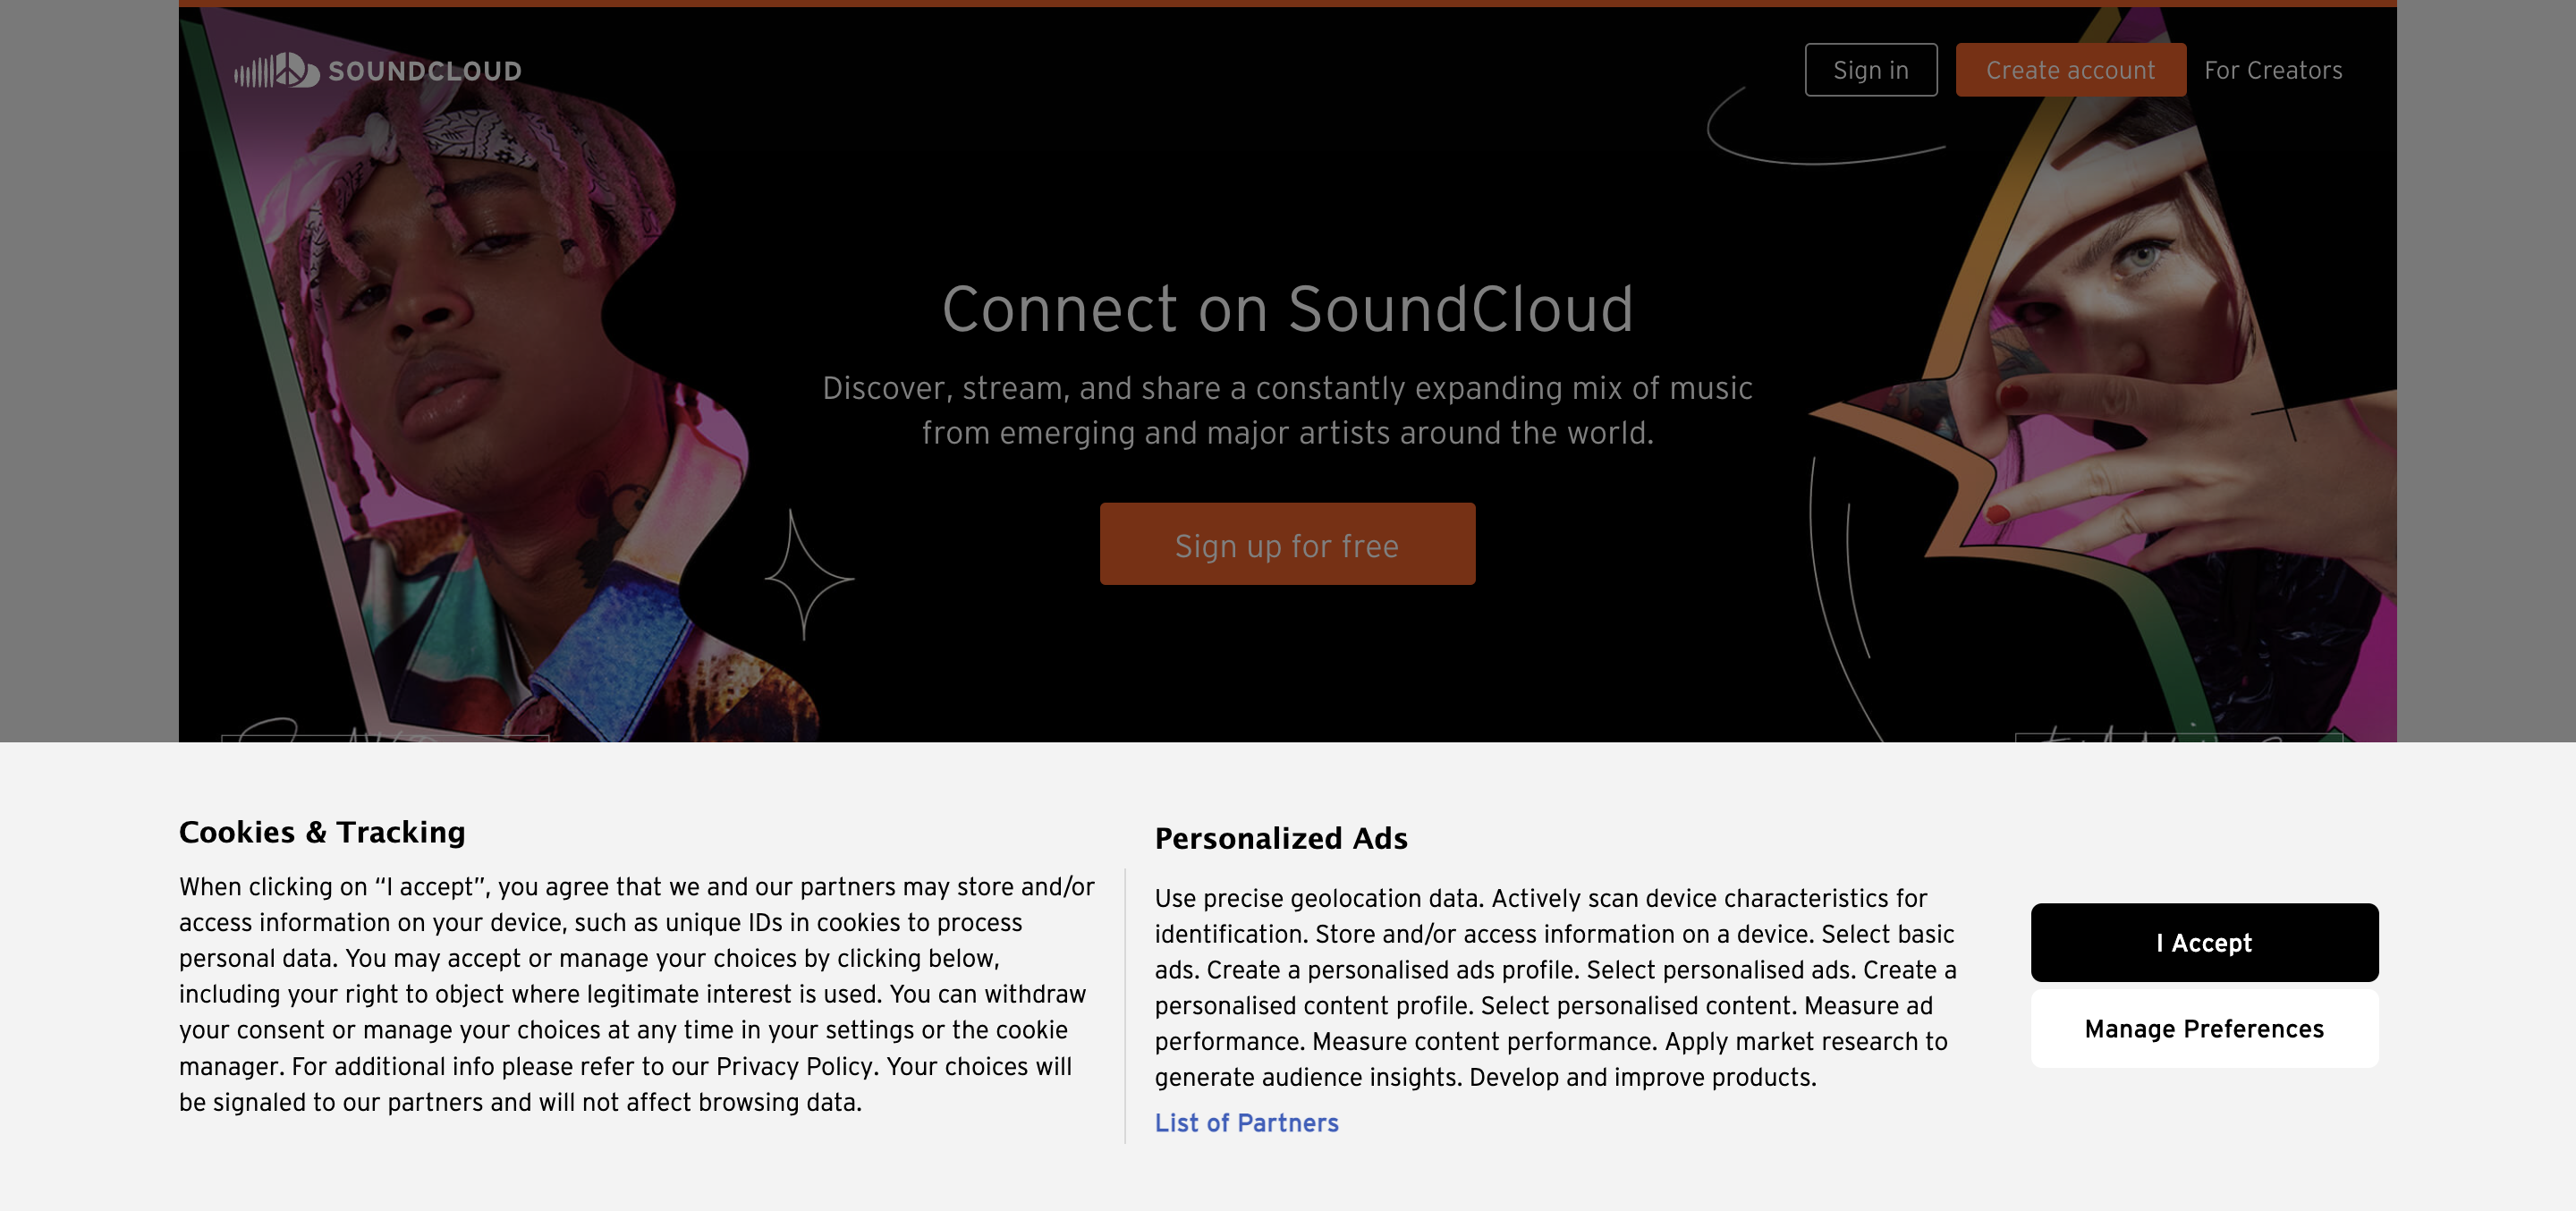 SOUNDCLOUD
Sign in
Create account
For Creators
Connect on SoundCloud
Discover, stream, and share a constantly expanding mix of music
from emerging and major artists around the world.
Sign up for free
Cookies & Tracking
When clicking on “I accept”, you agree that we and our partners may store and/or
access information on your device, such as unique IDs in cookies to process
personal data. You may accept or manage your choices by clicking below,
including your right to object where legitimate interest is used. You can withdraw
your consent or manage your choices at any time in your settings or the cookie
manager. For additional info please refer to our Privacy Policy. Your choices will
be signaled to our partners and will not affect browsing data.
Personalized Ads
Use precise geolocation data. Actively scan device characteristics for
identification. Store and/or access information on a device. Select basic
ads. Create a personalised ads profile. Select personalised ads. Create a
personalised content profile. Select personalised content. Measure ad
performance. Measure content performance. Apply market research to
generate audience insights. Develop and improve products.
List of Partners
I Accept
Manage Preferences